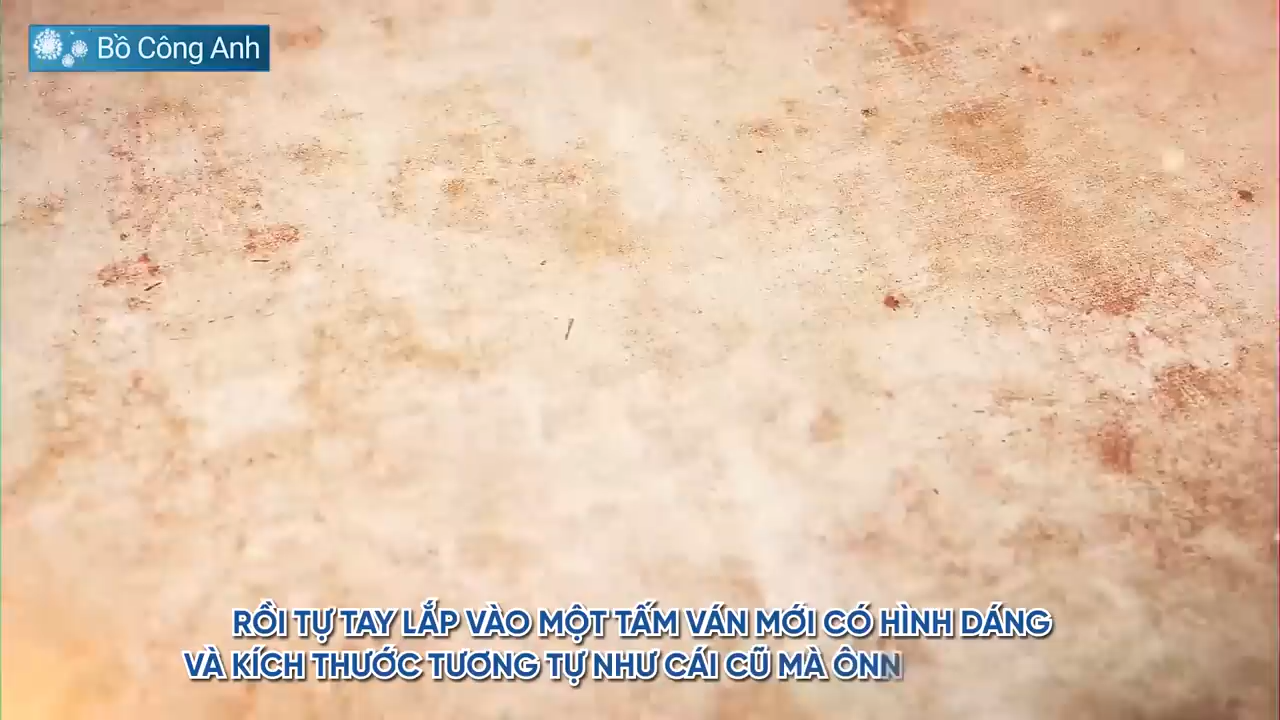 Bồ Công Anh
RỒI TỰ TAY LẮP VÀO MỘT TẤM VÁN MỚI CÓ HÌNH DÁNG
VÀ KÍCH THƯỚC TƯƠNG TỰ NHƯ CÁI CŨ MÀ ÔNN